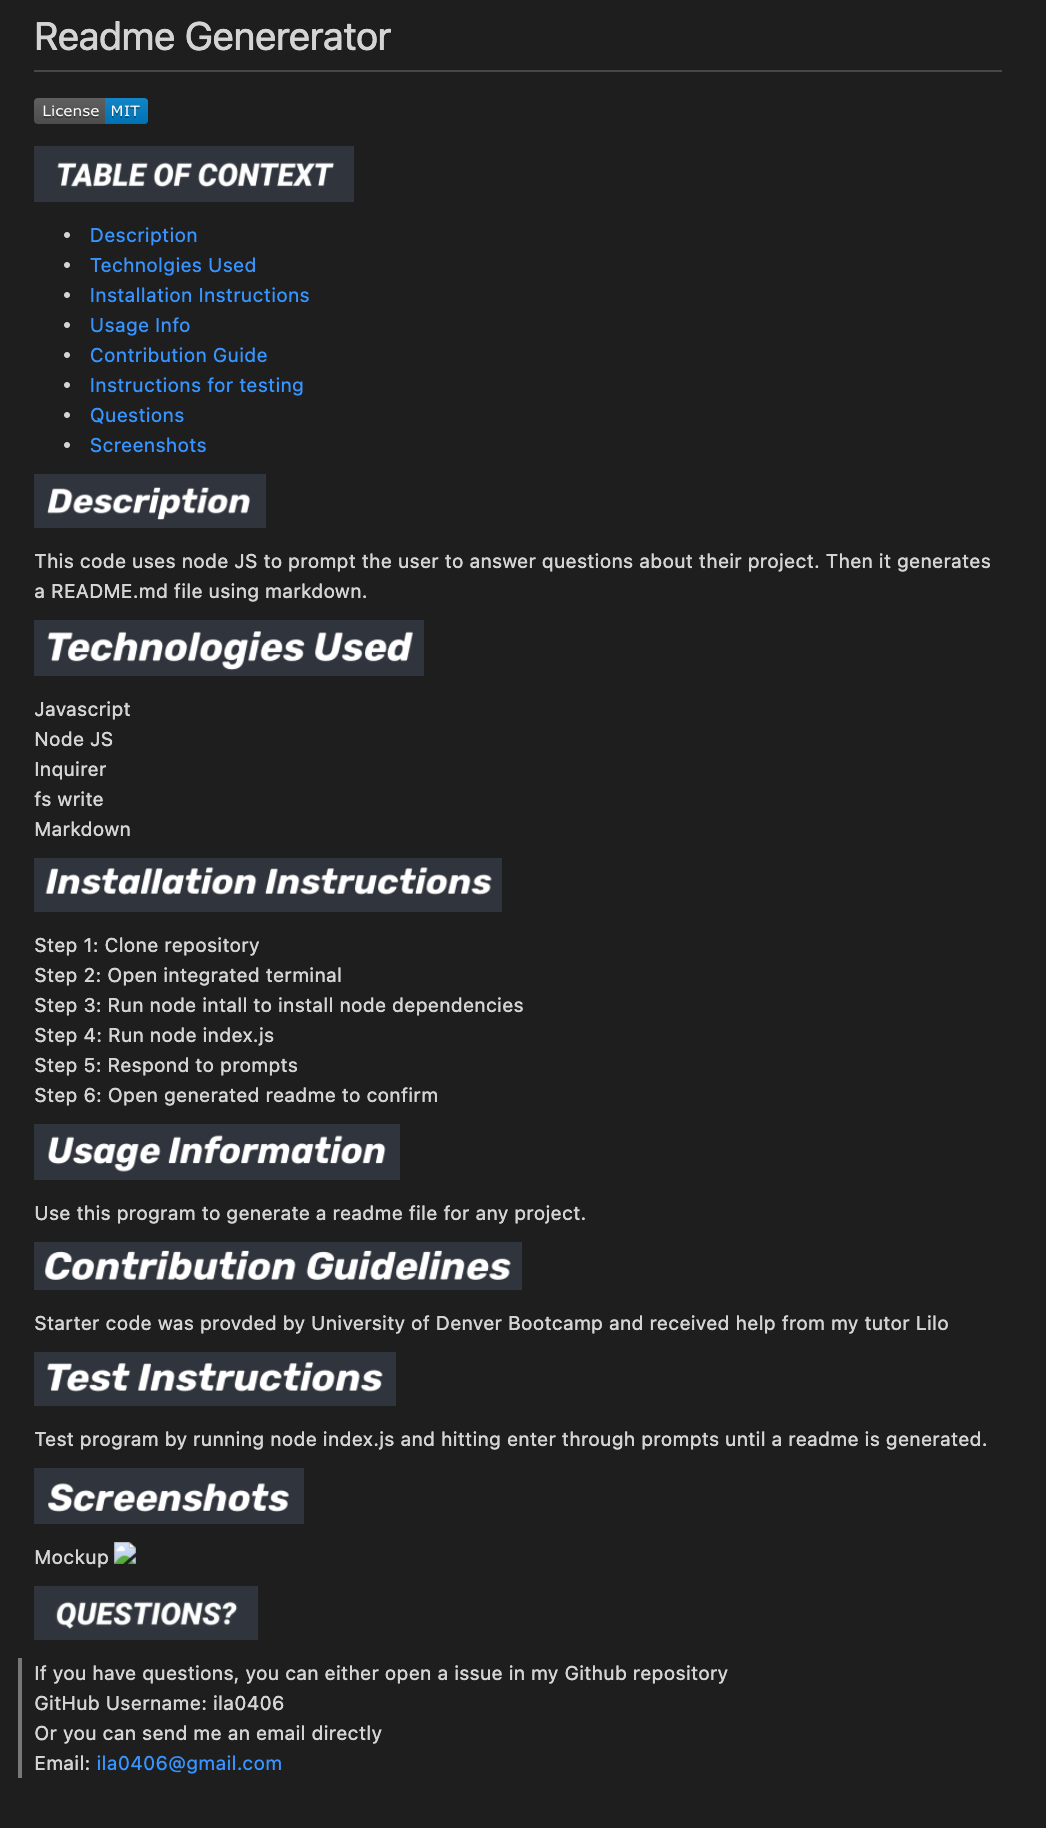 Readme Genererator
License MIT
TABLE OF CONTEXT
• Description
• Technolgies Used
• Installation Instructions
• Usage Info
• Contribution Guide
• Instructions for testing
• Questions
• Screenshots
Description
This code uses node JS to prompt the user to answer questions about their project. Then it generates
a README.md file using markdown.
Technologies Used
Javascript
Node JS
Inquirer
fs write
Markdown
Installation Instructions
Step 1: Clone repository
Step 2: Open integrated terminal
Step 3: Run node intall to install node dependencies
Step 4: Run node index.js
Step 5: Respond to prompts
Step 6: Open generated readme to confirm
Usage Information
Use this program to generate a readme file for any project.
Contribution Guidelines
Starter code was provded by University of Denver Bootcamp and received help from my tutor Lilo
Test Instructions
Test program by running node index.js and hitting enter through prompts until a readme is generated.
Screenshots
Mockup
QUESTIONS?
If you have questions, you can either open a issue in my Github repository
GitHub Username: ila0406
Or you can send me an email directly
Email: ila0406@gmail.com